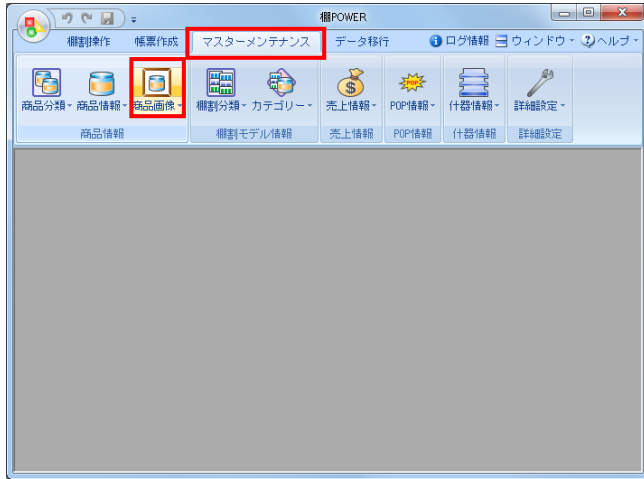 棚POWER
棚割操作 帳票作成 マスターメンテナンス データ移行 ログ情報 ウィンドウ ヘルプ
商品分類 商品情報 商品画像 棚割分類 カテゴリー 売上情報 POP POP情報 什器情報 詳細設定
商品情報 棚割モデル情報 売上情報 POP情報 什器情報 詳細設定